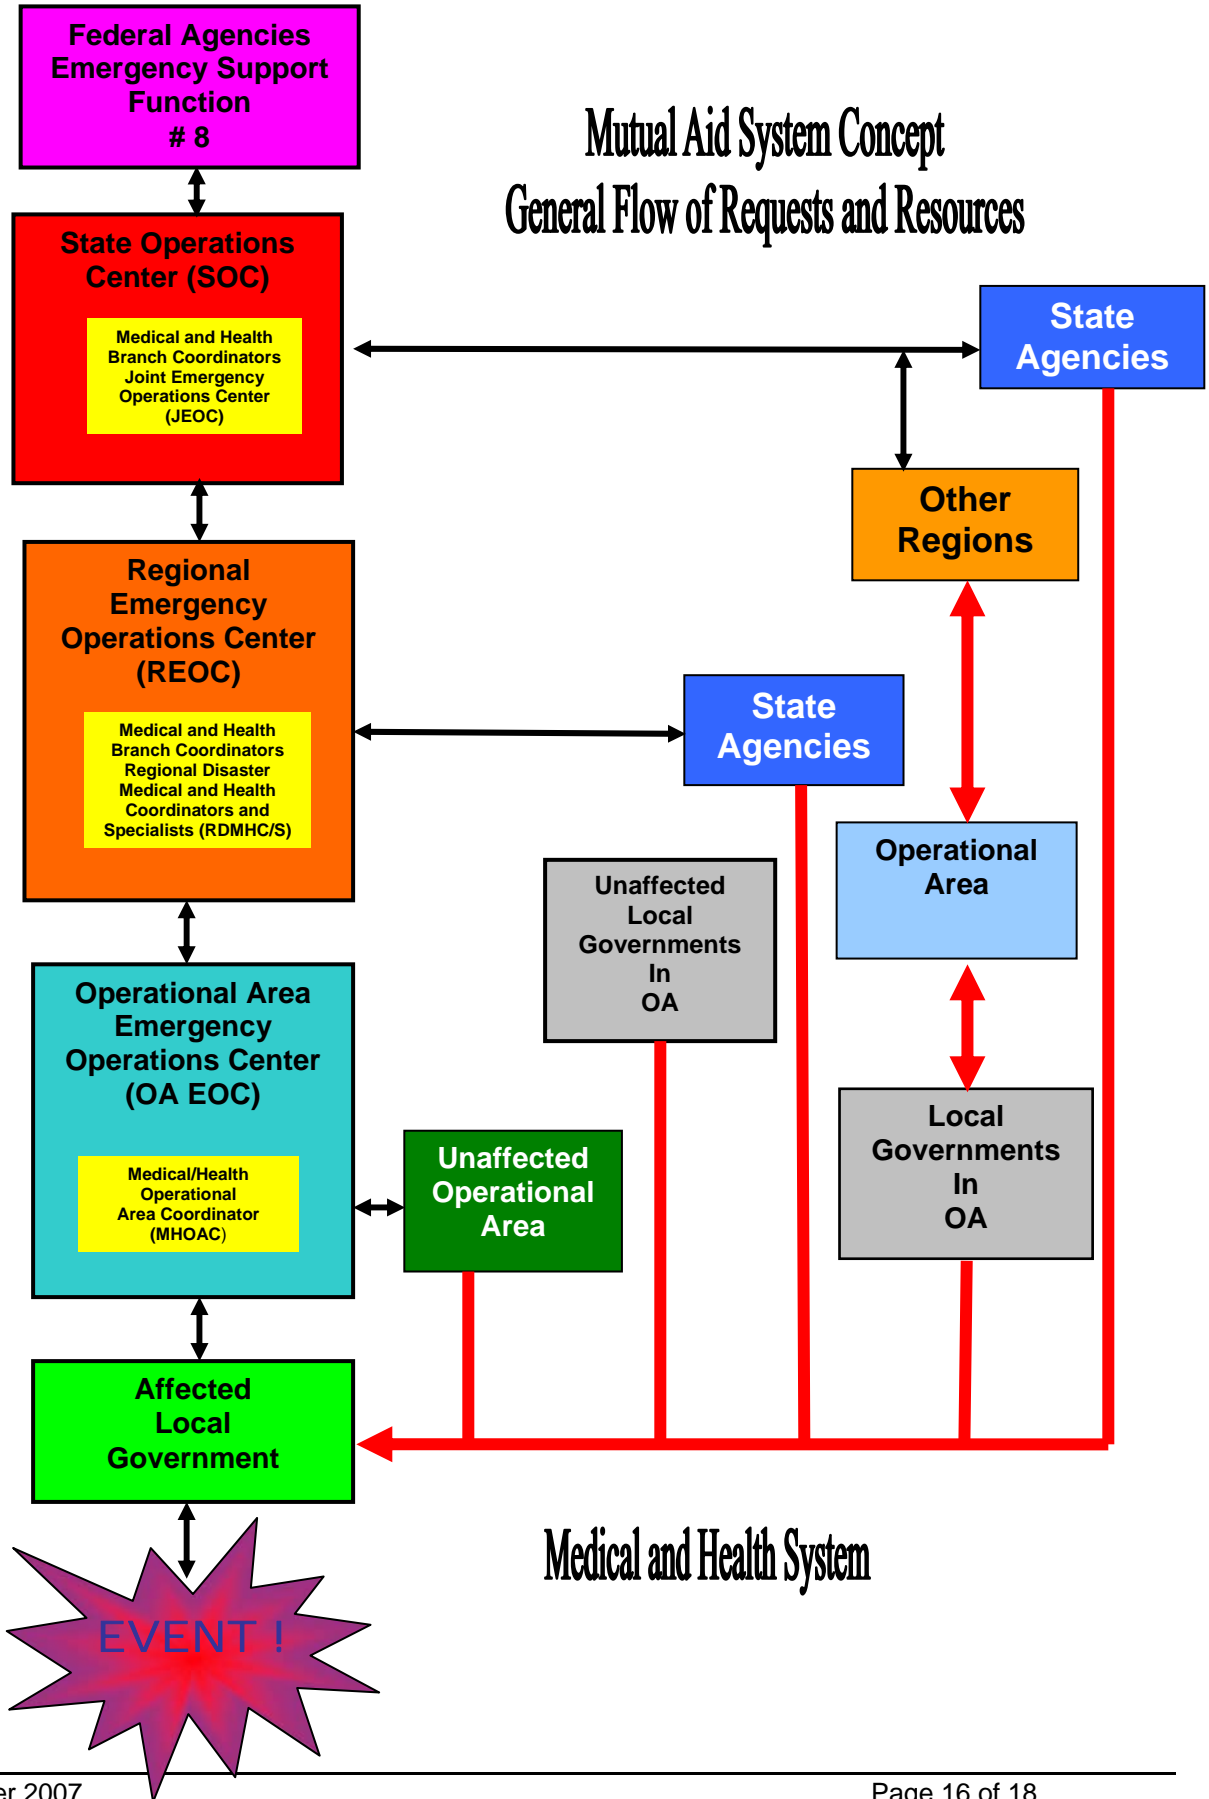 Federal Agencies
Emergency Support
Function
# 8
Mutual Aid System Concept
General Flow of Requests and Resources
State Operations
Center (SOC)
Medical and Health
Branch Coordinators
Joint Emergency
Operations Center
(JEOC)
State
Agencies
Other
Regions
Regional
Emergency
Operations Center
(REOC)
Medical and Health
Branch Coordinators
Regional Disaster
Medical and Health
Coordinators and
Specialists (RDMHC/S)
State
Agencies
Operational
Area
Unaffected
Local
Governments
In
OA
Operational Area
Emergency
Operations Center
(OA EOC)
Medical/Health
Operational
Area Coordinator
(MHOAC)
Unaffected
Operational
Area
Local
Governments
In
OA
Affected
Local
Government
Medical and Health System
EVENT !
2007
Page 16 of 18